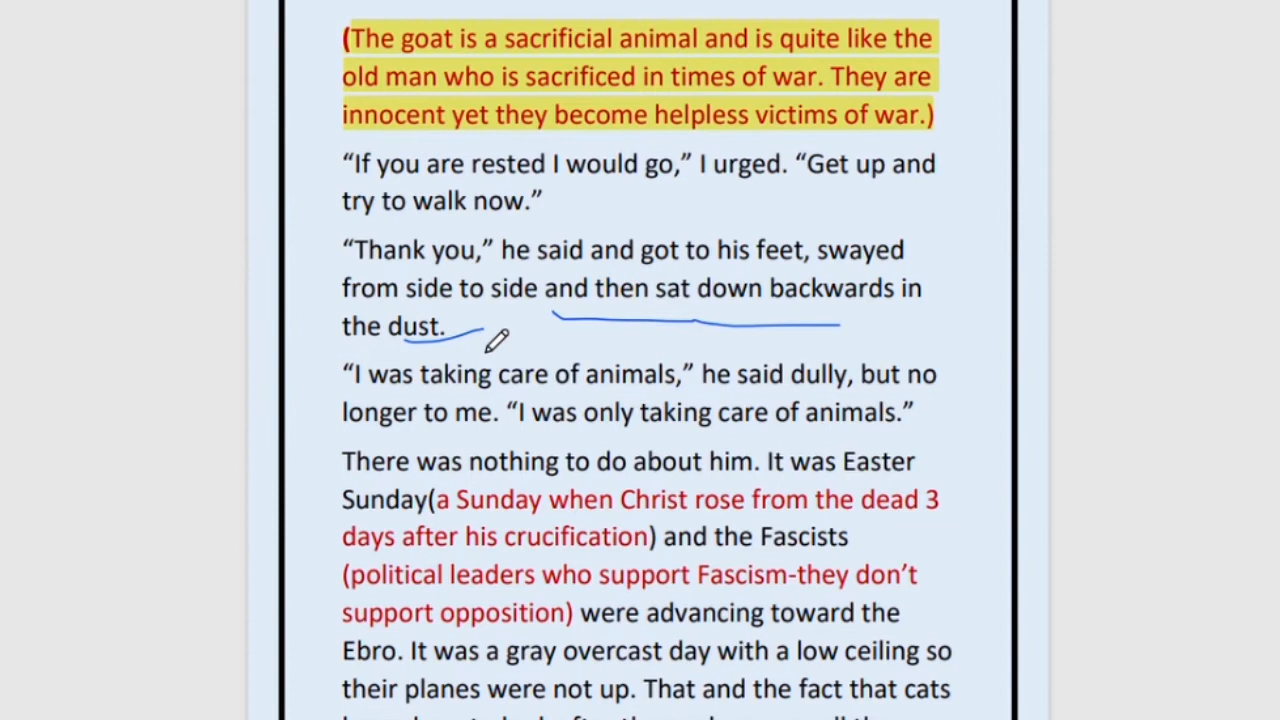 (The goat is a sacrificial animal and is quite like the
old man who is sacrificed in times of war. They are
innocent yet they become helpless victims of war.)
“If you are rested I would go,” I urged. “Get up and
try to walk now.”
“Thank you,” he said and got to his feet, swayed
from side to side and then sat down backwards in
the dust.
“I was taking care of animals,” he said dully, but no
longer to me. “I was only taking care of animals.”
There was nothing to do about him. It was Easter
Sunday(a Sunday when Christ rose from the dead 3
days after his crucification) and the Fascists
(political leaders who support Fascism-they don’t
support opposition) were advancing toward the
Ebro. It was a gray overcast day with a low ceiling so
their planes were not up. That and the fact that cats